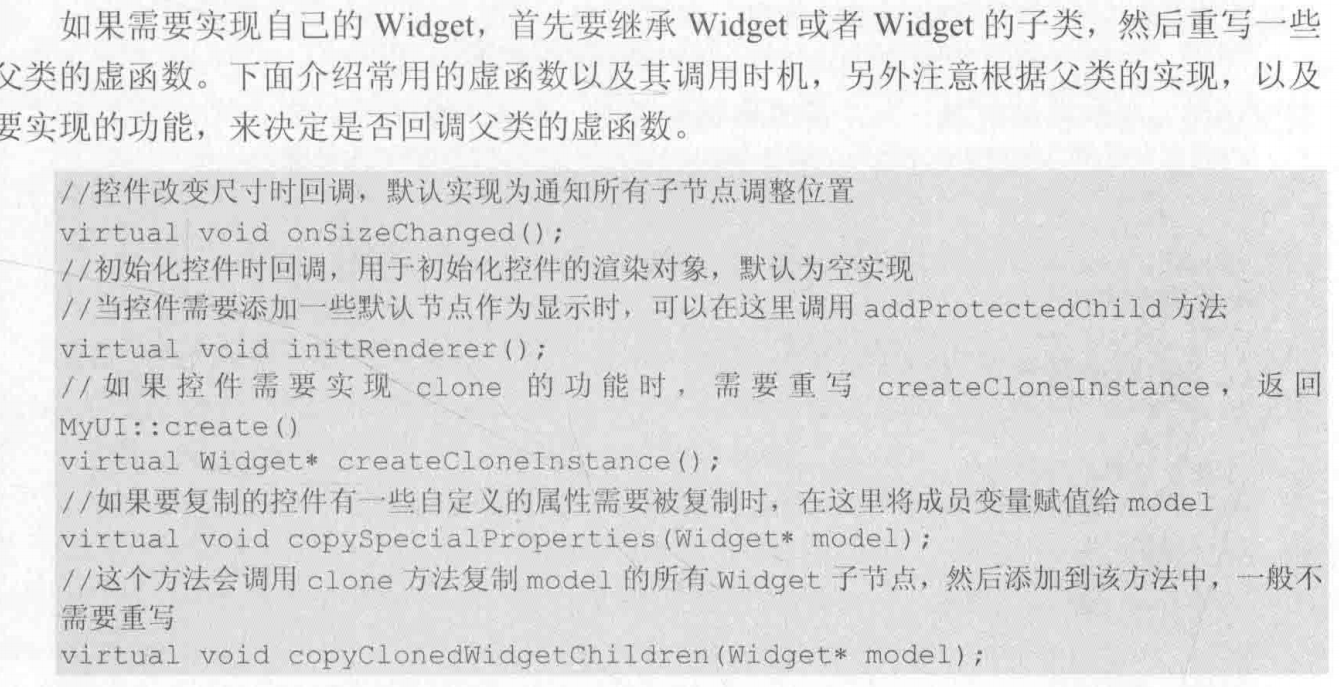 如果需要实现自己的 Widget，首先要继承 Widget 或者 Widget 的子类，然后重写一些
父类的虚函数。下面介绍常用的虚函数以及其调用时机，另外注意根据父类的实现，以及
要实现的功能，来决定是否回调父类的虚函数。
//控件改变尺寸时回调，默认实现为通知所有子节点调整位置
virtual void onSizeChanged();
//初始化控件时回调，用于初始化控件的渲染对象，默认为空实现
//当控件需要添加一些默认节点作为显示时，可以在这里调用 addProtectedChild 方法
virtual void initRenderer();
//如果控件需要实现 clone 的功能时，需要重写 createCloneInstance，返回
MyUI::create()
virtual Widget* createCloneInstance();
//如果要复制的控件有一些自定义的属性需要被复制时，在这里将成员变量赋值给 model
virtual void copySpecialProperties(Widget* model);
//这个方法会调用 clone 方法复制 model 的所有 Widget 子节点，然后添加到该方法中，一般不
需要重写
virtual void copyClonedWidgetChildren(Widget* model);